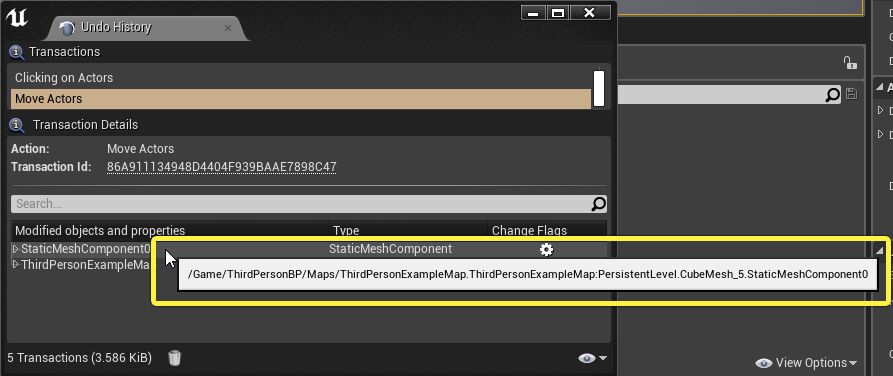 Undo History
Transactions
Clicking on Actors
Move Actors
Transaction Details
Action: Move Actors
Transaction Id: 86A911134948D4404F939BAAE7898C47
Search...
Modified objects and properties Type Change Flags
StaticMeshComponent0 StaticMeshComponent
ThirdPersonExampleMa
/Game/ThirdPersonBP/Maps/ThirdPersonExampleMap.ThirdPersonExampleMap:PersistentLevel.CubeMesh_5.StaticMeshComponent0
5 Transactions (3.586 KiB)
View Options